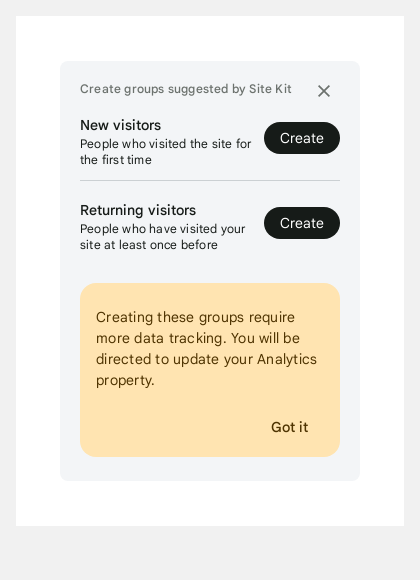 Create groups suggested by Site Kit
New visitors
People who visited the site for
the first time
Create
Returning visitors
People who have visited your
site at least once before
Create
Creating these groups require
more data tracking. You will be
directed to update your Analytics
property.
Got it